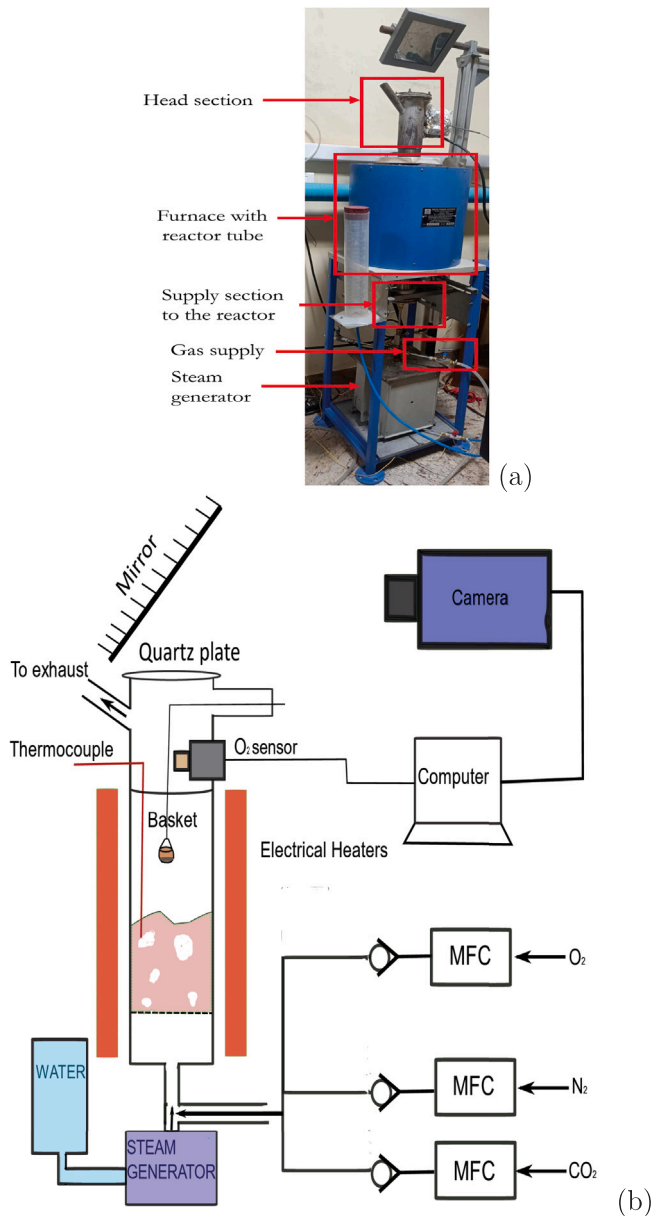 Head section
Furnace with
reactor tube
Supply section
to the reactor
Gas supply
Steam
generator
(a)
Mirror
Camera
Quartz plate
To exhaust
Thermocouple
O₂ sensor
Computer
Basket
Electrical Heaters
MFC
O₂
WATER
MFC
N₂
STEAM
GENERATOR
MFC
CO₂
(b)